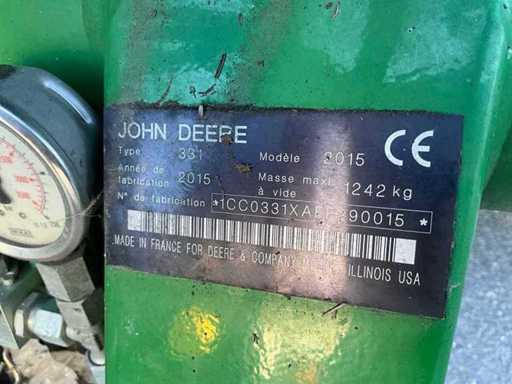 JOHN DEERE CE
Type 331 Modèle 2015
Année de fabrication 2015 Masse maxi à vide 1242 kg
N° de fabrication
MADE IN FRANCE FOR DEERE & COMPANY ILLINOIS USA